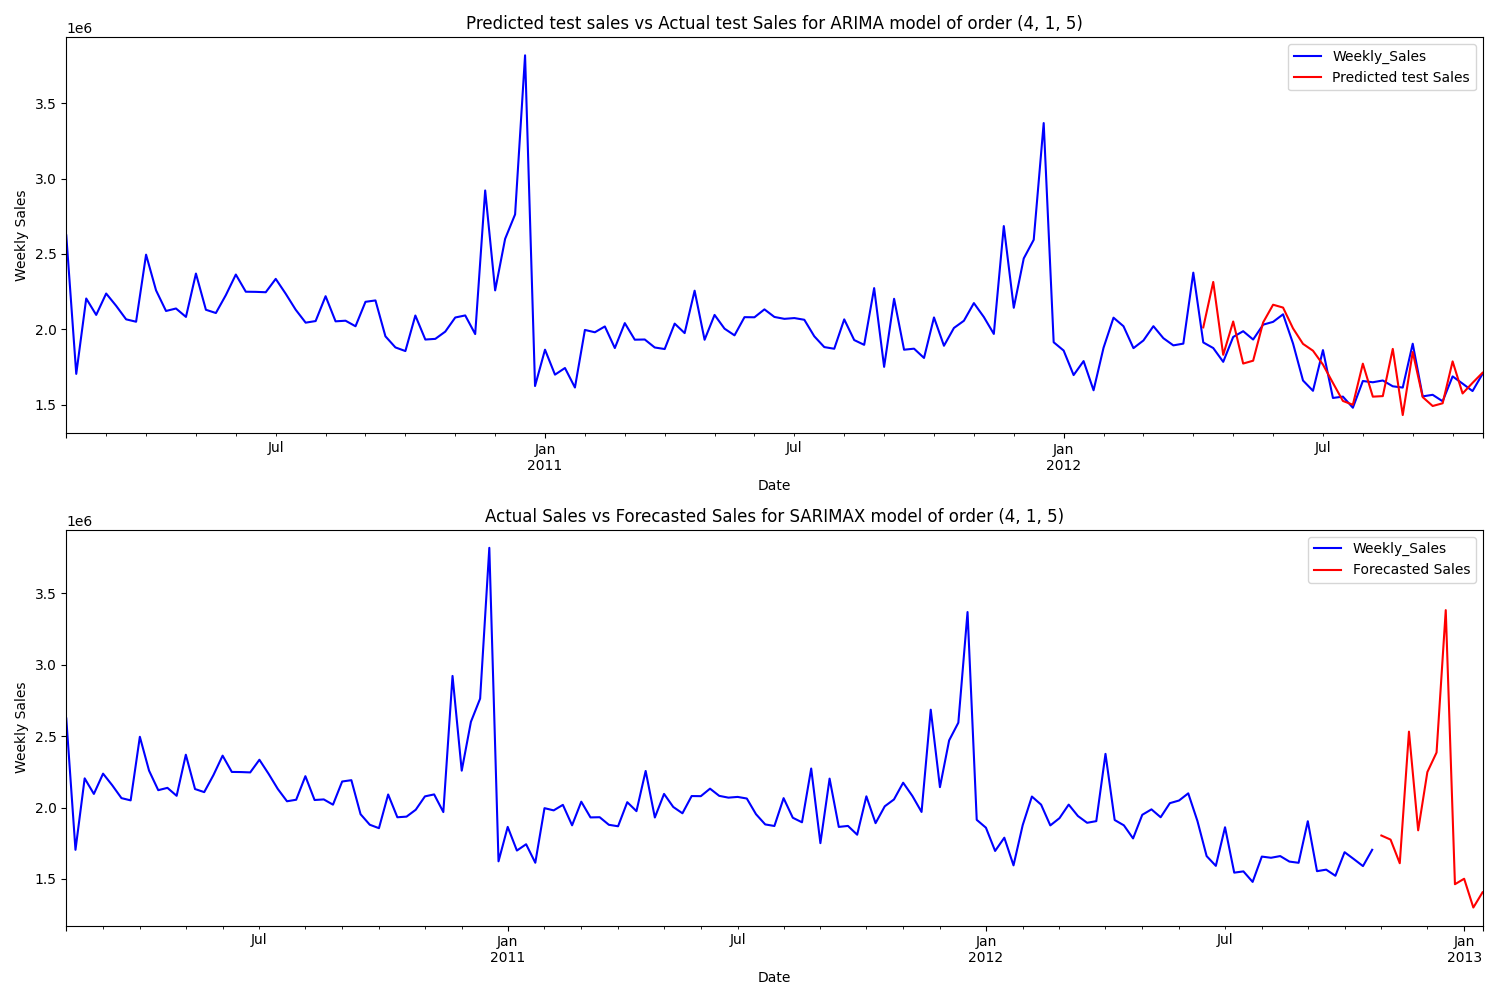 Predicted test sales vs Actual test Sales for ARIMA model of order (4, 1, 5)
1e6
Weekly_Sales
Predicted test Sales
3.5
3.0
2.5
2.0
1.5
Weekly Sales
Jul
Jan
2011
Jul
Jan
2012
Jul
Date
Actual Sales vs Forecasted Sales for SARIMAX model of order (4, 1, 5)
1e6
Weekly_Sales
Forecasted Sales
3.5
3.0
2.5
2.0
1.5
Weekly Sales
Jul
Jan
2011
Jul
Jan
2012
Jul
Jan
2013
Date